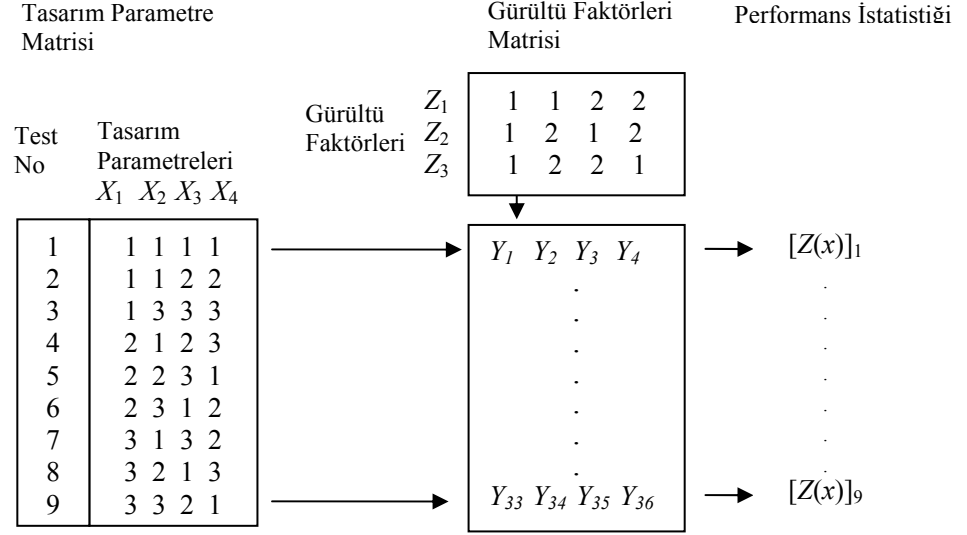 Tasarım Parametre
Matrisi
Gürültü Faktörleri
Matrisi
Performans İstatistiği
Gürültü
Faktörleri
Z1 1 1 2 2
Z2 1 2 1 2
Z3 1 2 2 1
Test
No
Tasarım
Parametreleri
X1 X2 X3 X4
1 1 1 1 1 Y1 Y2 Y3 Y4 [Z(x)]1
2 1 1 2 2
3 1 3 3 3
4 2 1 2 3
5 2 2 3 1
6 2 3 1 2
7 3 1 3 2
8 3 2 1 3
9 3 3 2 1 Y33 Y34 Y35 Y36 [Z(x)]9